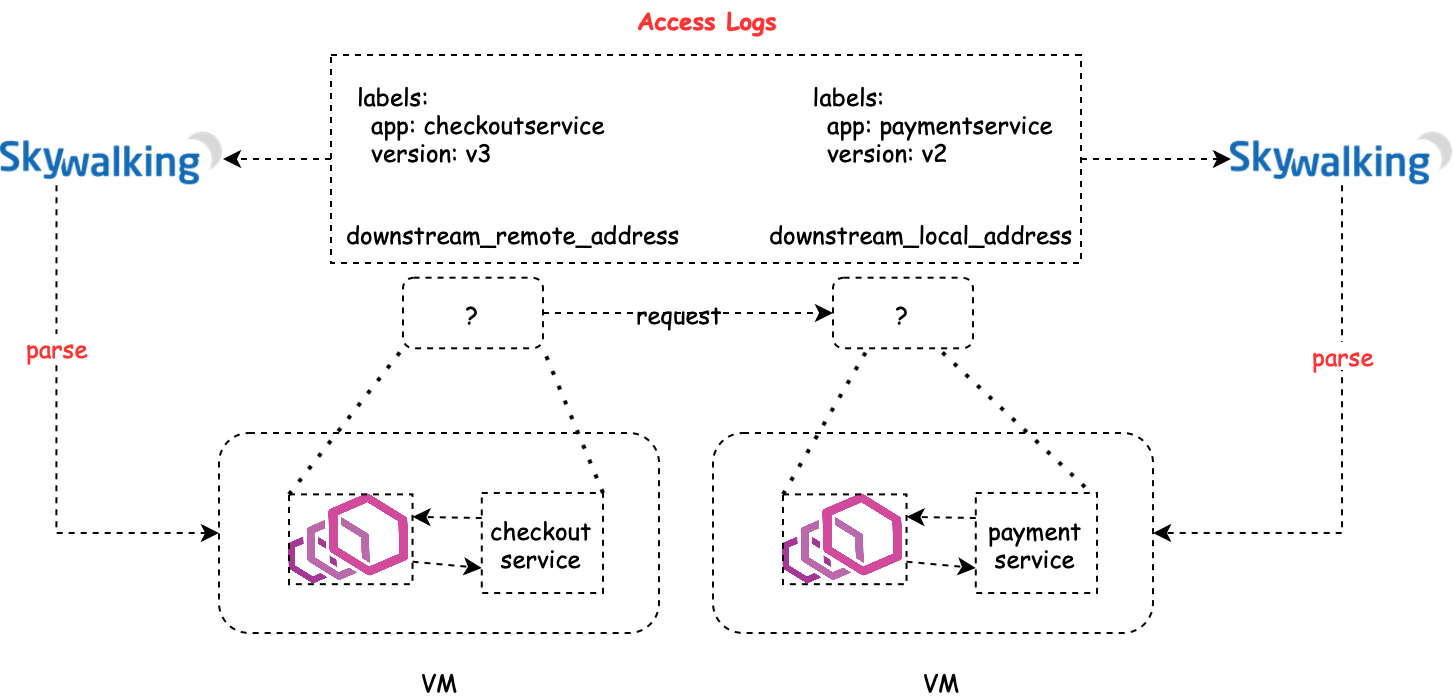 Access Logs
labels:
app: checkoutservice
version: v3
labels:
app: paymentservice
version: v2
Skywalking
Skywalking
downstream_remote_address
downstream_local_address
?
request
?
parse
parse
checkout
service
payment
service
VM
VM